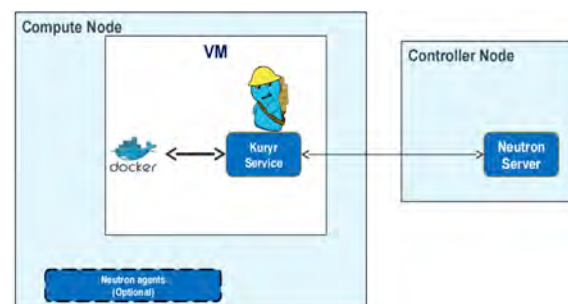 Compute Node
VM
docker
Kuryr
Service
Neutron agents
(Optional)
Controller Node
Neutron
Server